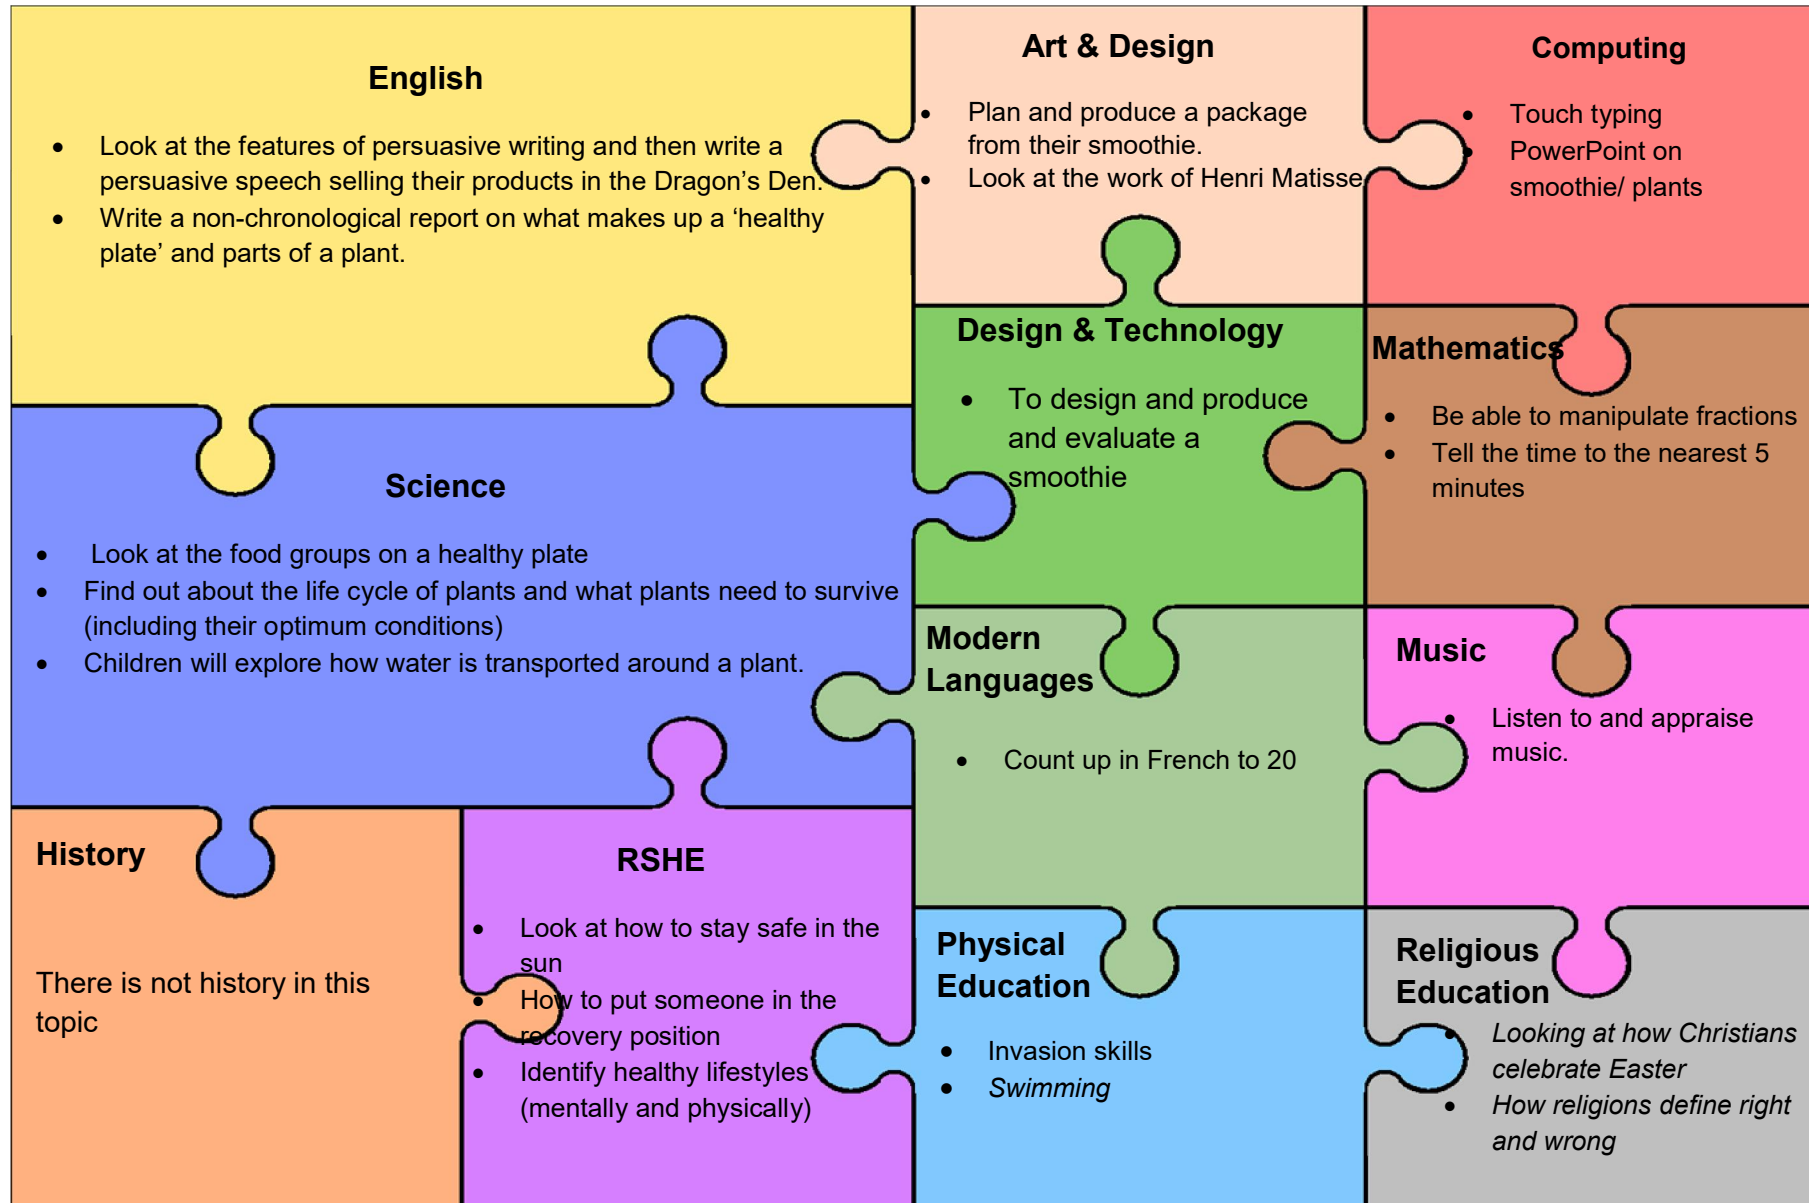 English
• Look at the features of persuasive writing and then write a
persuasive speech selling their products in the Dragon's Den.
• Write a non-chronological report on what makes up a ‘healthy
plate’ and parts of a plant.
Art & Design
• Plan and produce a package
from their smoothie.
• Look at the work of Henri Matisse
Computing
• Touch typing
• PowerPoint on
smoothie/ plants
Science
• Look at the food groups on a healthy plate
• Find out about the life cycle of plants and what plants need to survive
(including their optimum conditions)
• Children will explore how water is transported around a plant.
Design & Technology
• To design and produce
and evaluate a
smoothie
Mathematics
• Be able to manipulate fractions
• Tell the time to the nearest 5
minutes
Modern
Languages
• Count up in French to 20
Music
• Listen to and appraise
music.
History
There is not history in this
topic
RSHE
• Look at how to stay safe in the
sun
• How to put someone in the
recovery position
• Identify healthy lifestyles
(mentally and physically)
Physical
Education
• Invasion skills
• Swimming
Religious
Education
• Looking at how Christians
celebrate Easter
• How religions define right
and wrong